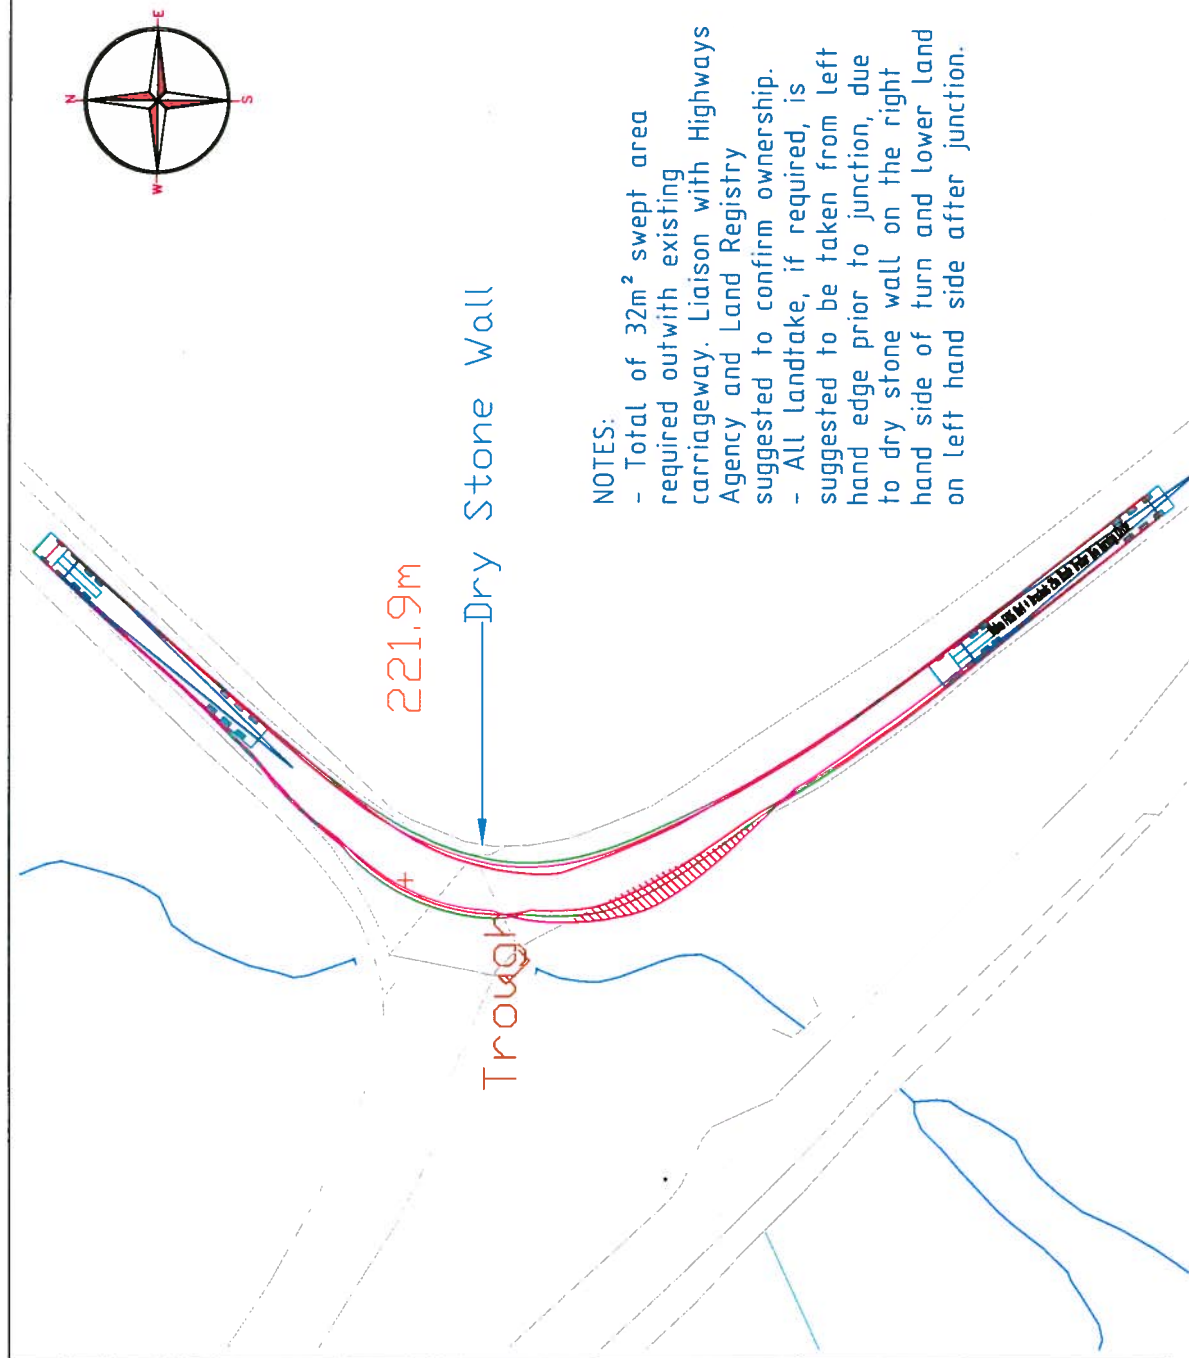 N
E
S
W
NOTES:
- Total of 32m² swept area
required outwith existing
carriageway. Liaison with Highways
Agency and Land Registry
suggested to confirm ownership.
- All landtake, if required, is
suggested to be taken from left
hand edge prior to junction, due
to dry stone wall on the right
hand side of turn and lower land
on left hand side after junction.
221.9m
Dry Stone Wall
Trough